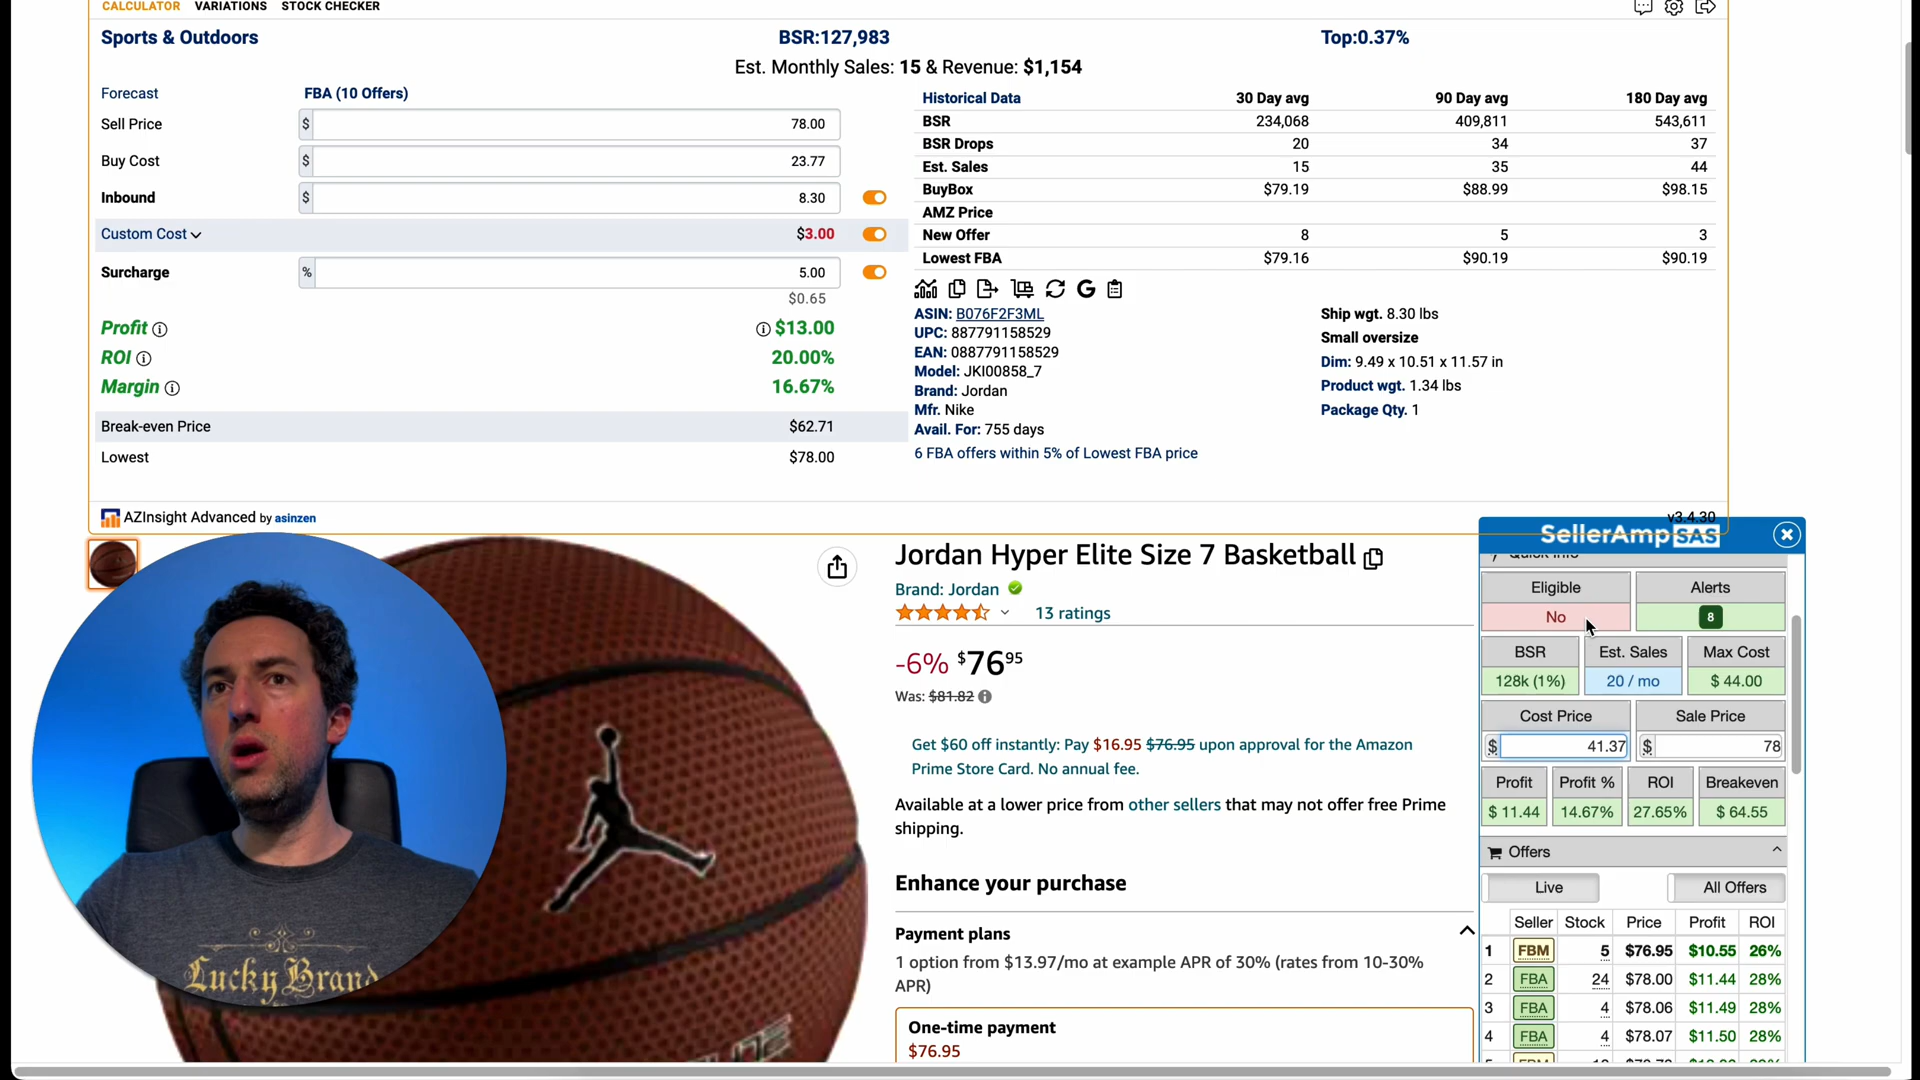 CALCULATOR VARIATIONS STOCK CHECKER
Sports & Outdoors BSR:127,983 Top:0.37%
Est. Monthly Sales: 15 & Revenue: $1,154
Forecast FBA (10 Offers)
Sell Price $ 78.00
Buy Cost $ 23.77
Inbound $ 8.30
Custom Cost $3.00
Surcharge % 5.00
$0.65
Profit $13.00
ROI 20.00%
Margin 16.67%
Break-even Price $62.71
Lowest $78.00
Historical Data 30 Day avg 90 Day avg 180 Day avg
BSR 234,068 409,811 543,611
BSR Drops 20 34 37
Est. Sales 15 35 44
BuyBox $79.19 $88.99 $98.15
AMZ Price
New Offer 8 5 3
Lowest FBA $79.16 $90.19 $90.19
ASIN: B076F2F3ML
UPC: 887791158529
EAN: 0887791158529
Model: JKI00858_7
Brand: Jordan
Mfr. Nike
Avail. For: 755 days
6 FBA offers within 5% of Lowest FBA price
Ship wgt. 8.30 lbs
Small oversize
Dim: 9.49 x 10.51 x 11.57 in
Product wgt. 1.34 lbs
Package Qty. 1
AZInsight Advanced by asinzen
v3.4.30
Jordan Hyper Elite Size 7 Basketball
Brand: Jordan
13 ratings
-6% $76.95
Was: $81.82
Get $60 off instantly: Pay $16.95 $76.95 upon approval for the Amazon
Prime Store Card. No annual fee.
Available at a lower price from other sellers that may not offer free Prime
shipping.
Enhance your purchase
Payment plans
1 option from $13.97/mo at example APR of 30% (rates from 10-30%
APR)
One-time payment
$76.95
SellerAmp SAS
Quick Info
Eligible Alerts
No 8
BSR Est. Sales Max Cost
128k (1%) 20 / mo $ 44.00
Cost Price Sale Price
$ 41.37 $ 78
Profit Profit % ROI Breakeven
$ 11.44 14.67% 27.65% $ 64.55
Offers
Live All Offers
Seller Stock Price Profit ROI
1 FBM 5 $76.95 $10.55 26%
2 FBA 24 $78.00 $11.44 28%
3 FBA 4 $78.06 $11.49 28%
4 FBA 4 $78.07 $11.50 28%
Lucky Brand